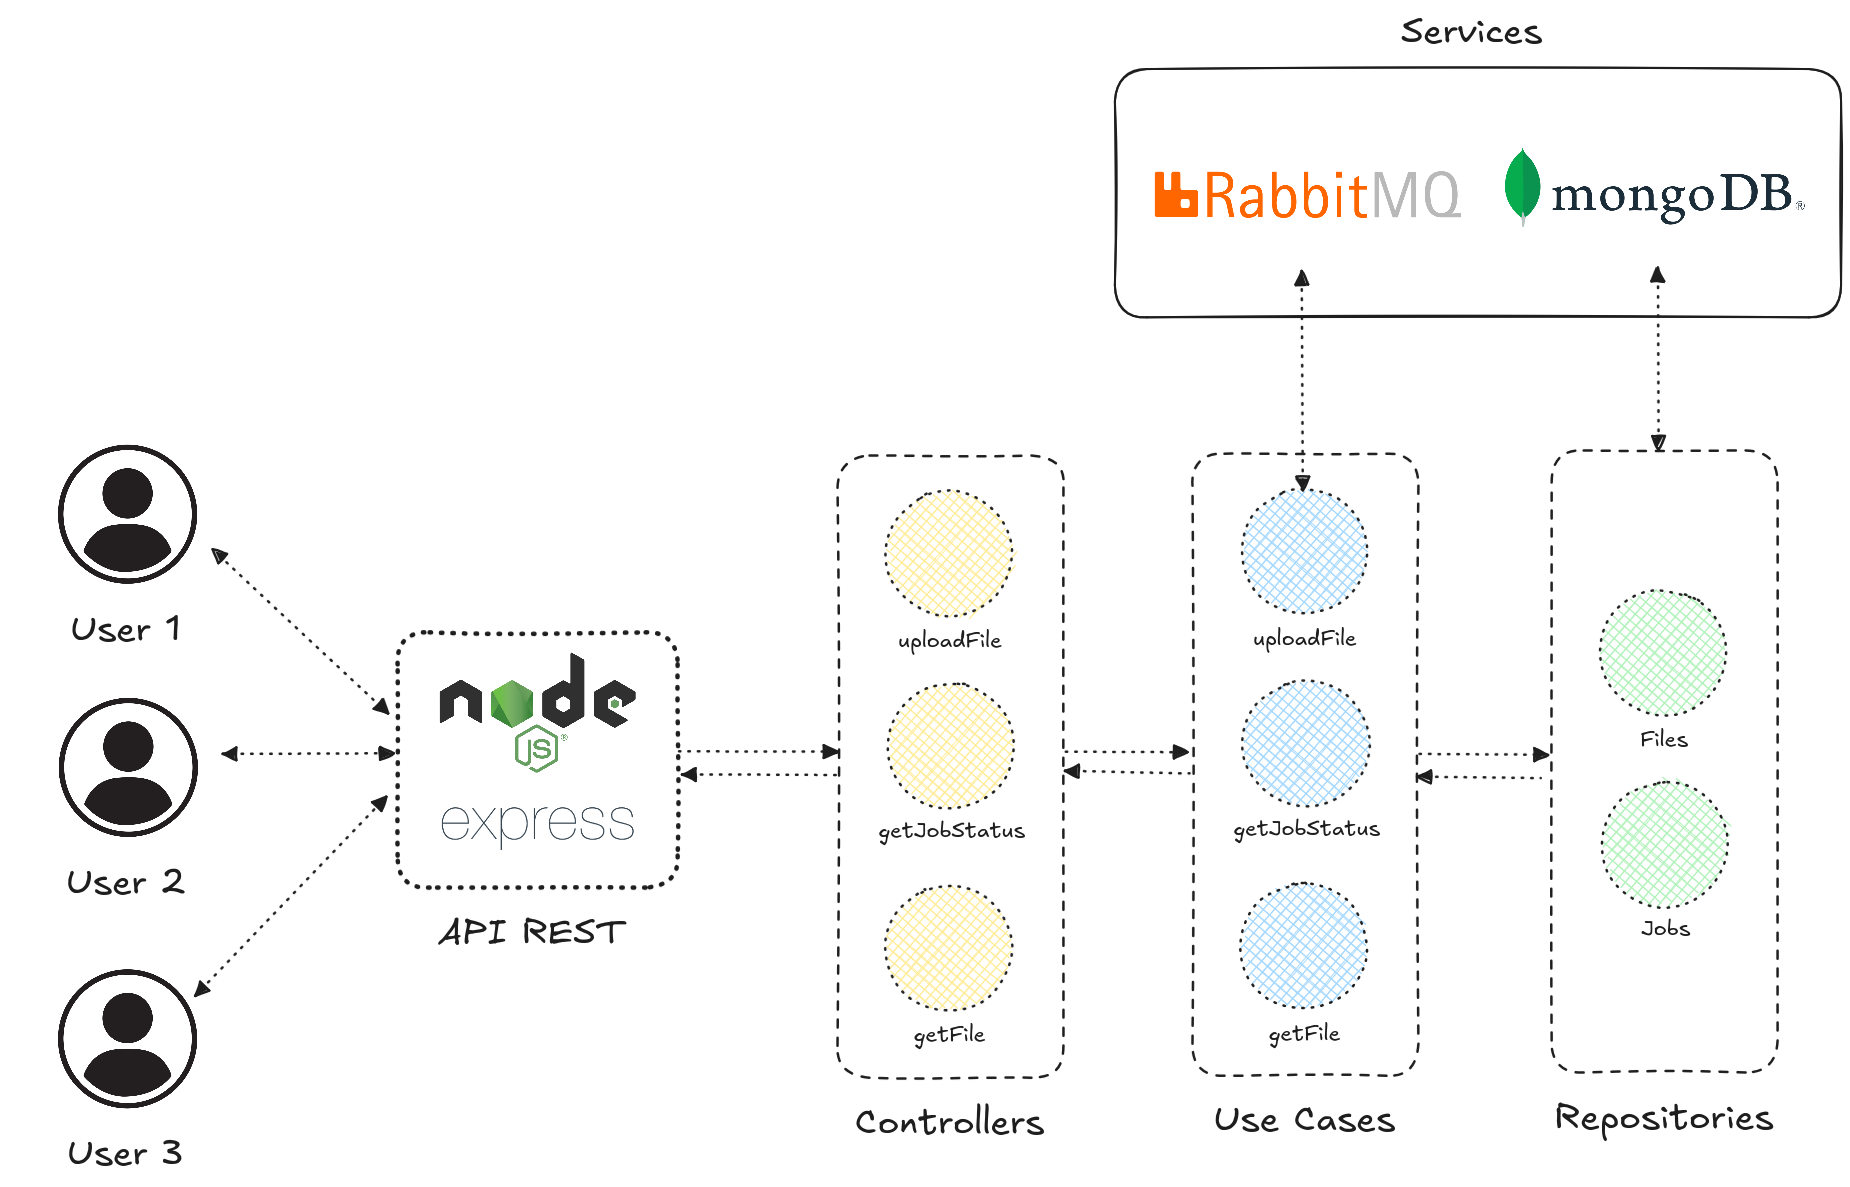 Services
RabbitMQ
mongoDB®
User 1
User 2
User 3
node
JS®
express
API REST
uploadFile
getJobStatus
getFile
Controllers
uploadFile
getJobStatus
getFile
Use Cases
Files
Jobs
Repositories